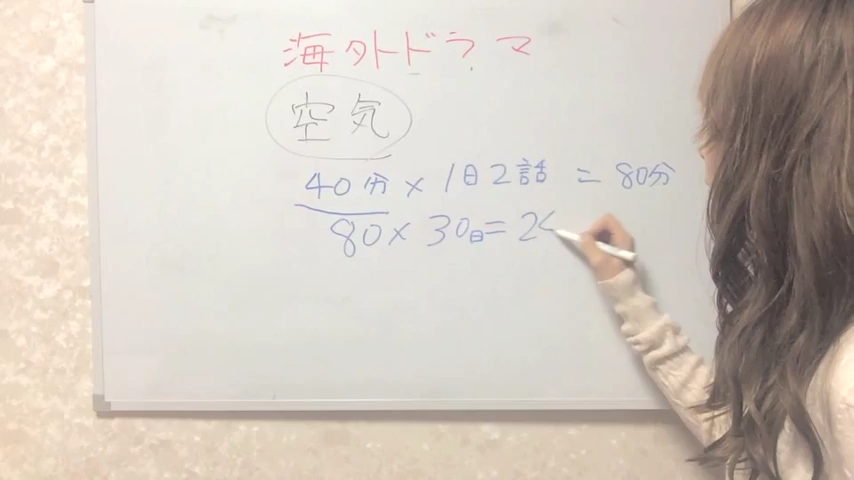 海外ドラマ
空気
40分 × 1日2話 = 80分
80 × 30日 = 2